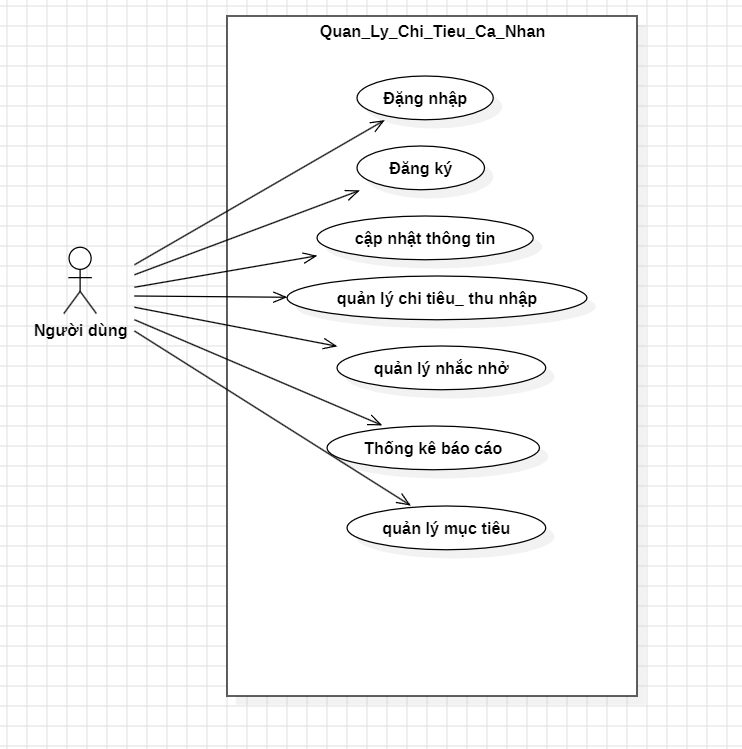 Quan_Ly_Chi_Tieu_Ca_Nhan
Đặng nhập
Đăng ký
cập nhật thông tin
quản lý chi tiêu_ thu nhập
Người dùng
quản lý nhắc nhở
Thống kê báo cáo
quản lý mục tiêu